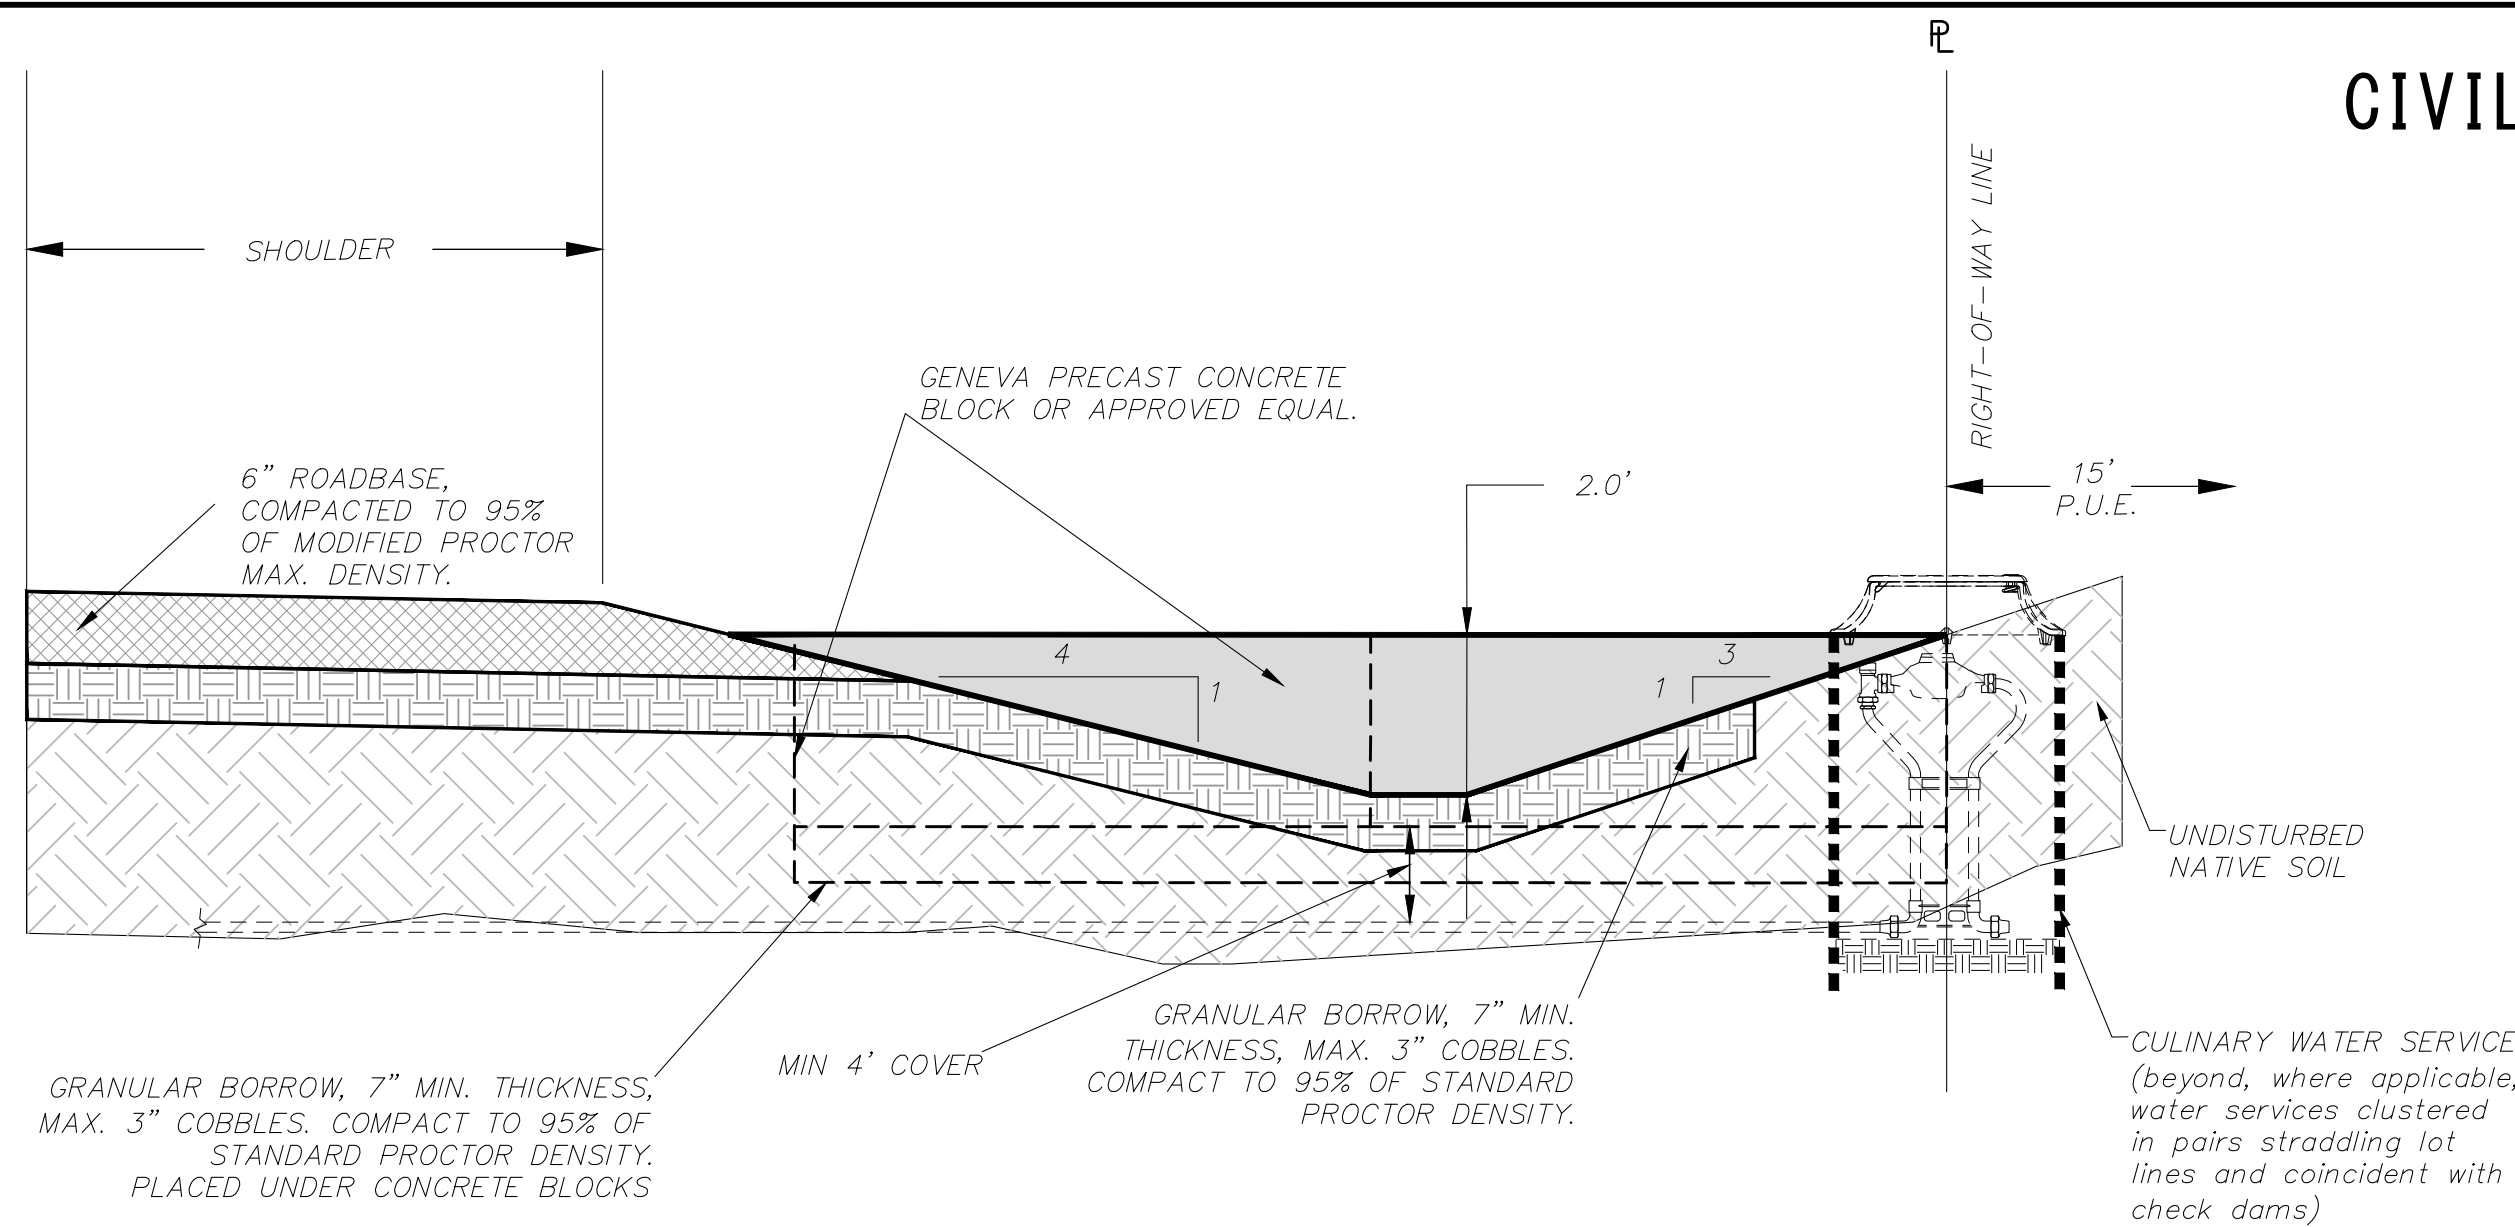 PL
CIVIL
SHOULDER
RIGHT-OF-WAY LINE
GENEVA PRECAST CONCRETE
BLOCK OR APPROVED EQUAL.
6” ROADBASE,
COMPACTED TO 95%
OF MODIFIED PROCTOR
MAX. DENSITY.
2.0’
15’
P.U.E.
4
1
3
1
UNDISTURBED
NATIVE SOIL
GRANULAR BORROW, 7” MIN. THICKNESS,
MAX. 3” COBBLES. COMPACT TO 95% OF
STANDARD PROCTOR DENSITY.
PLACED UNDER CONCRETE BLOCKS
MIN 4’ COVER
GRANULAR BORROW, 7” MIN.
THICKNESS, MAX. 3” COBBLES.
COMPACT TO 95% OF STANDARD
PROCTOR DENSITY.
CULINARY WATER SERVICE
(beyond, where applicable,
water services clustered
in pairs straddling lot
lines and coincident with
check dams)